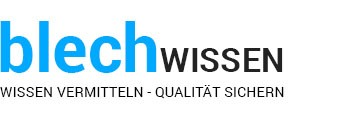 blechWISSEN
WISSEN VERMITTELN - QUALITÄT SICHERN